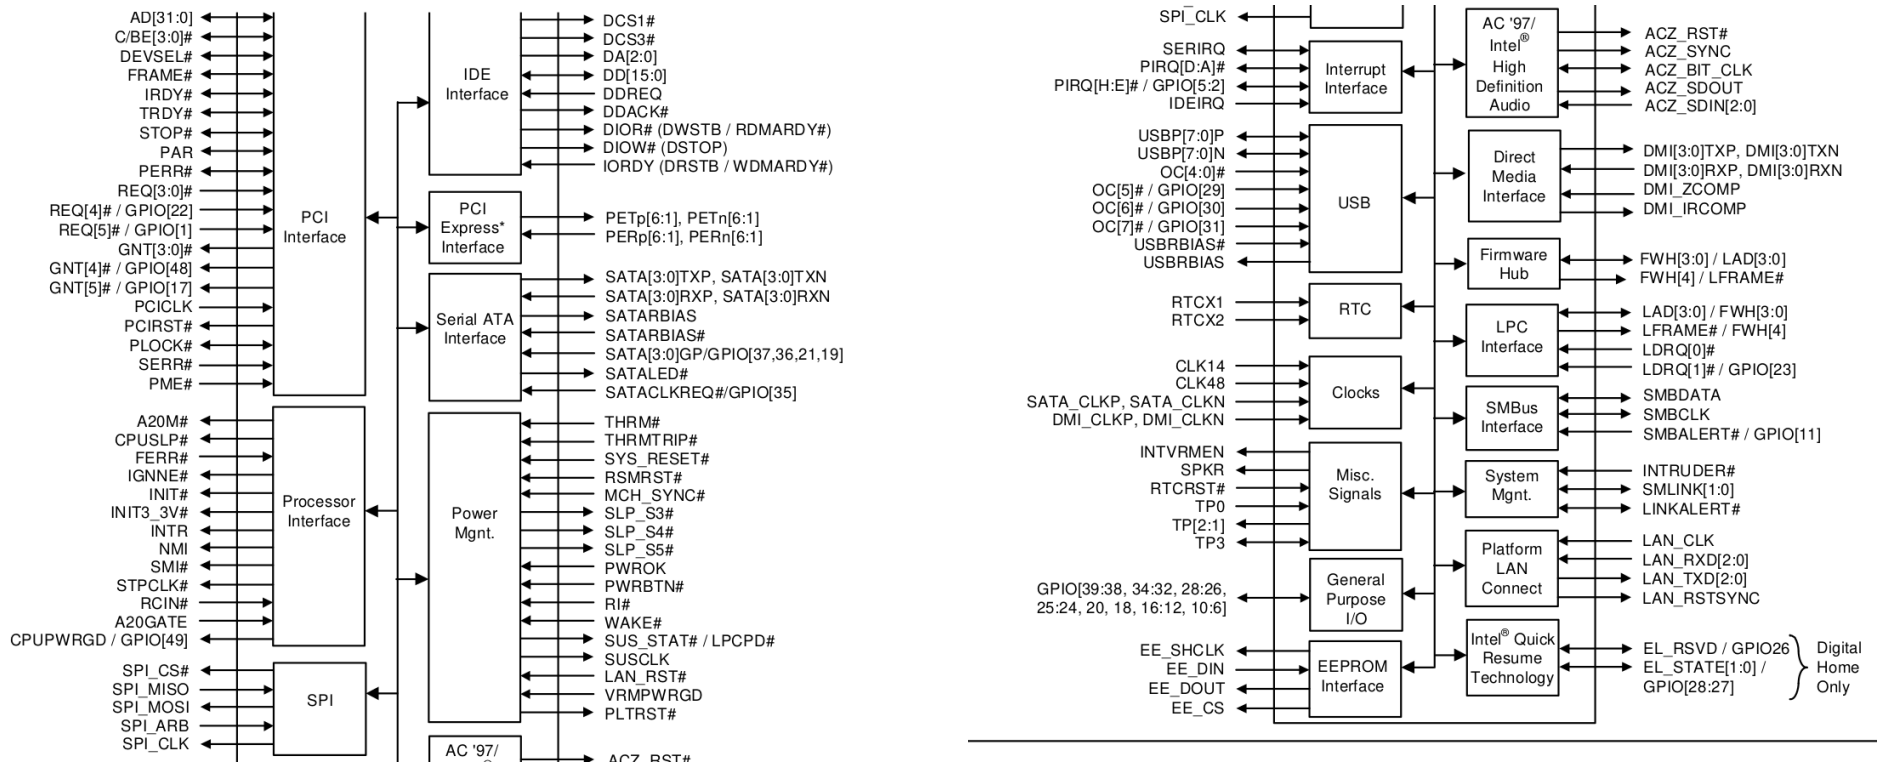 AD[31:0]
C/BE[3:0]#
DEVSEL#
FRAME#
IRDY#
TRDY#
STOP#
PAR
PERR#
REQ[3:0]#
REQ[4]# / GPIO[22]
REQ[5]# / GPIO[1]
GNT[3:0]#
GNT[4]# / GPIO[48]
GNT[5]# / GPIO[17]
PCICLK
PCIRST#
PLOCK#
SERR#
PME#
PCI
Interface
A20M#
CPUSLP#
FERR#
IGNNE#
INIT#
INIT3_3V#
INTR
NMI
SMI#
STPCLK#
RCIN#
A20GATE
CPUPWRGD / GPIO[49]
Processor
Interface
SPI_CS#
SPI_MISO
SPI_MOSI
SPI_ARB
SPI_CLK
SPI
IDE
Interface
DCS1#
DCS3#
DA[2:0]
DD[15:0]
DDREQ
DDACK#
DIOR# (DWSTB / RDMARDY#)
DIOW# (DSTOP)
IORDY (DRSTB / WDMARDY#)
PCI
Express*
Interface
PETp[6:1], PETn[6:1]
PERp[6:1], PERn[6:1]
Serial ATA
Interface
SATA[3:0]TXP, SATA[3:0]TXN
SATA[3:0]RXP, SATA[3:0]RXN
SATARBIAS
SATARBIAS#
SATA[3:0]GP/GPIO[37,36,21,19]
SATALED#
SATACLKREQ#/GPIO[35]
Power
Mgnt.
THRM#
THRMTRIP#
SYS_RESET#
RSMRST#
MCH_SYNC#
SLP_S3#
SLP_S4#
SLP_S5#
PWROK
PWRBTN#
RI#
WAKE#
SUS_STAT# / LPCPD#
SUSCLK
LAN_RST#
VRMPWRGD
PLTRST#
AC '97/
ACZ_RST#
SPI_CLK
SERIRQ
PIRQ[D:A]#
PIRQ[H:E]# / GPIO[5:2]
IDEIRQ
Interrupt
Interface
USBP[7:0]P
USBP[7:0]N
OC[4:0]#
OC[5]# / GPIO[29]
OC[6]# / GPIO[30]
OC[7]# / GPIO[31]
USBRBIAS#
USBRBIAS
USB
RTCX1
RTCX2
RTC
CLK14
CLK48
SATA_CLKP, SATA_CLKN
DMI_CLKP, DMI_CLKN
Clocks
INTVRMEN
SPKR
RTCRST#
TP0
TP[2:1]
TP3
Misc.
Signals
GPIO[39:38, 34:32, 28:26,
25:24, 20, 18, 16:12, 10:6]
General
Purpose
I/O
EE_SHCLK
EE_DIN
EE_DOUT
EE_CS
EEPROM
Interface
AC '97/
Intel®
High
Definition
Audio
ACZ_RST#
ACZ_SYNC
ACZ_BIT_CLK
ACZ_SDOUT
ACZ_SDIN[2:0]
Direct
Media
Interface
DMI[3:0]TXP, DMI[3:0]TXN
DMI[3:0]RXP, DMI[3:0]RXN
DMI_ZCOMP
DMI_IRCOMP
Firmware
Hub
FWH[3:0] / LAD[3:0]
FWH[4] / LFRAME#
LPC
Interface
LAD[3:0] / FWH[3:0]
LFRAME# / FWH[4]
LDRQ[0]#
LDRQ[1]# / GPIO[23]
SMBus
Interface
SMBDATA
SMBCLK
SMBALERT# / GPIO[11]
System
Mgnt.
INTRUDER#
SMLINK[1:0]
LINKALERT#
Platform
LAN
Connect
LAN_CLK
LAN_RXD[2:0]
LAN_TXD[2:0]
LAN_RSTSYNC
Intel® Quick
Resume
Technology
EL_RSVD / GPIO26
EL_STATE[1:0] /
GPIO[28:27]
Digital
Home
Only